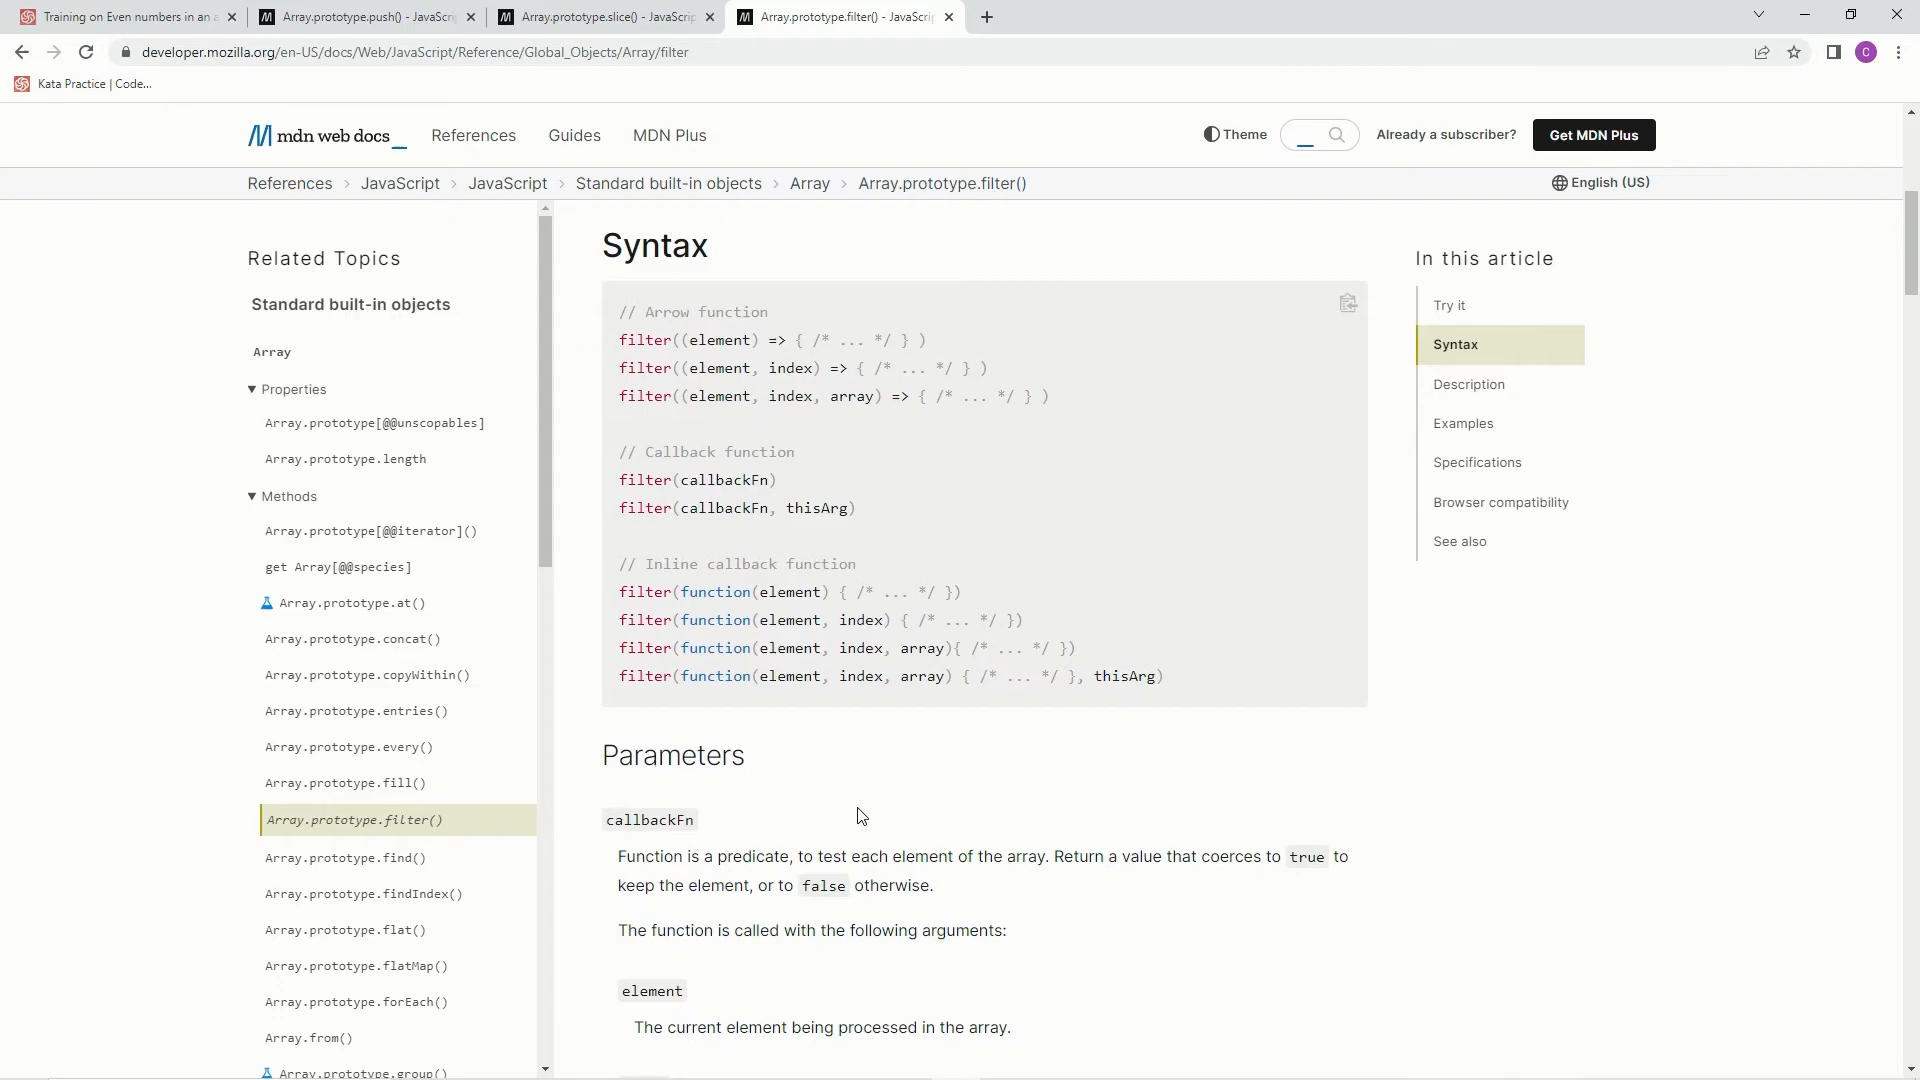 Training on Even numbers in an a
Array.prototype.push() - JavaScri
Array.prototype.slice() - JavaScrip
Array.prototype.filter() - JavaScrip
developer.mozilla.org/en-US/docs/Web/JavaScript/Reference/Global_Objects/Array/filter
C
Kata Practice | Code...
mdn web docs _
References
Guides
MDN Plus
Theme
Already a subscriber?
Get MDN Plus
References > JavaScript > JavaScript > Standard built-in objects > Array > Array.prototype.filter()
English (US)
Related Topics
Standard built-in objects
Array
Properties
Array.prototype[@@unscopables]
Array.prototype.length
Methods
Array.prototype[@@iterator]()
get Array[@@species]
Array.prototype.at()
Array.prototype.concat()
Array.prototype.copyWithin()
Array.prototype.entries()
Array.prototype.every()
Array.prototype.fill()
Array.prototype.filter()
Array.prototype.find()
Array.prototype.findIndex()
Array.prototype.flat()
Array.prototype.flatMap()
Array.prototype.forEach()
Array.from()
Array.prototype.group()
Syntax
// Arrow function
filter((element) => { /* ... */ } )
filter((element, index) => { /* ... */ } )
filter((element, index, array) => { /* ... */ } )
// Callback function
filter(callbackFn)
filter(callbackFn, thisArg)
// Inline callback function
filter(function(element) { /* ... */ })
filter(function(element, index) { /* ... */ })
filter(function(element, index, array){ /* ... */ })
filter(function(element, index, array) { /* ... */ }, thisArg)
Parameters
callbackFn
Function is a predicate, to test each element of the array. Return a value that coerces to true to
keep the element, or to false otherwise.
The function is called with the following arguments:
element
The current element being processed in the array.
In this article
Try it
Syntax
Description
Examples
Specifications
Browser compatibility
See also